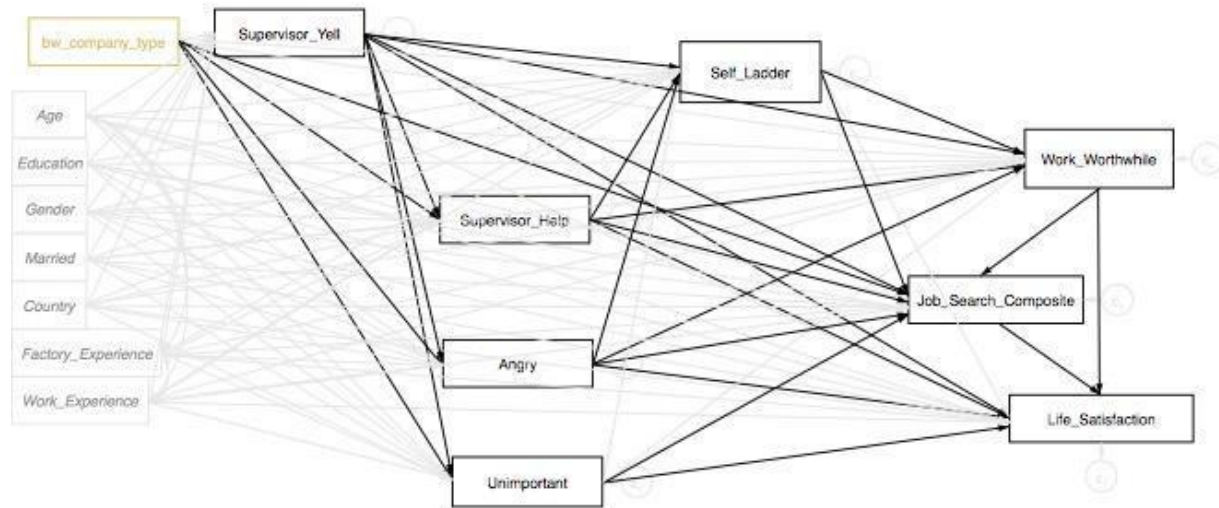 bw_company_type
Supervisor_Yell
Self_Ladder
Age
Education
Work_Worthwhile
Gender
Supervisor_Help
Married
Country
Job_Search_Composite
Factory_Experience
Angry
Work_Experience
Life_Satisfaction
Unimportant